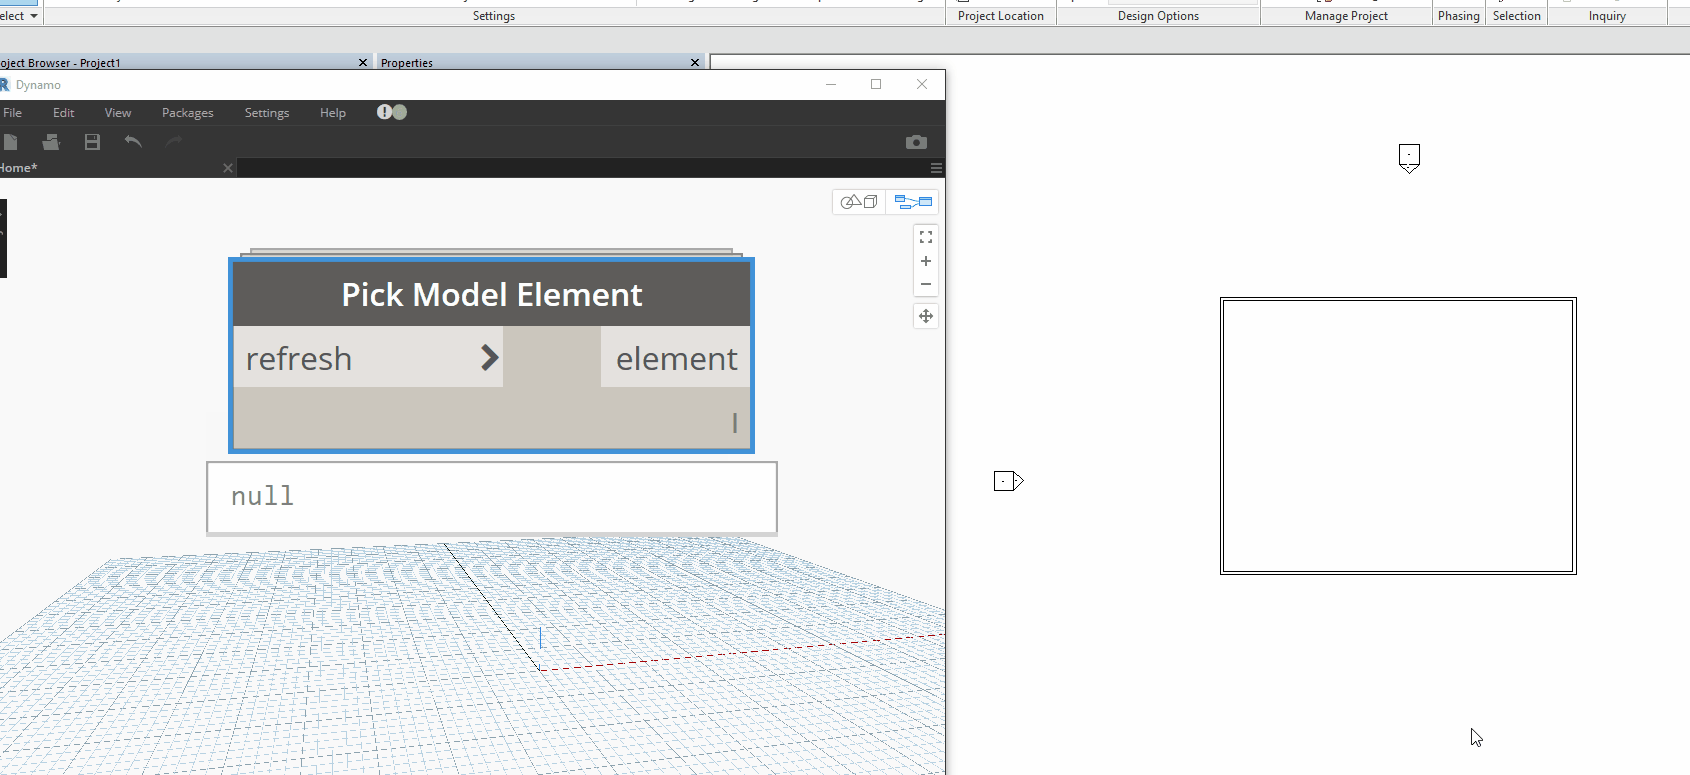 elect
Settings
Project Location
Design Options
Manage Project
Phasing
Selection
Inquiry
oject Browser - Project1
Properties
R
Dynamo
File
Edit
View
Packages
Settings
Help
!
Home*
Pick Model Element
refresh
element
null